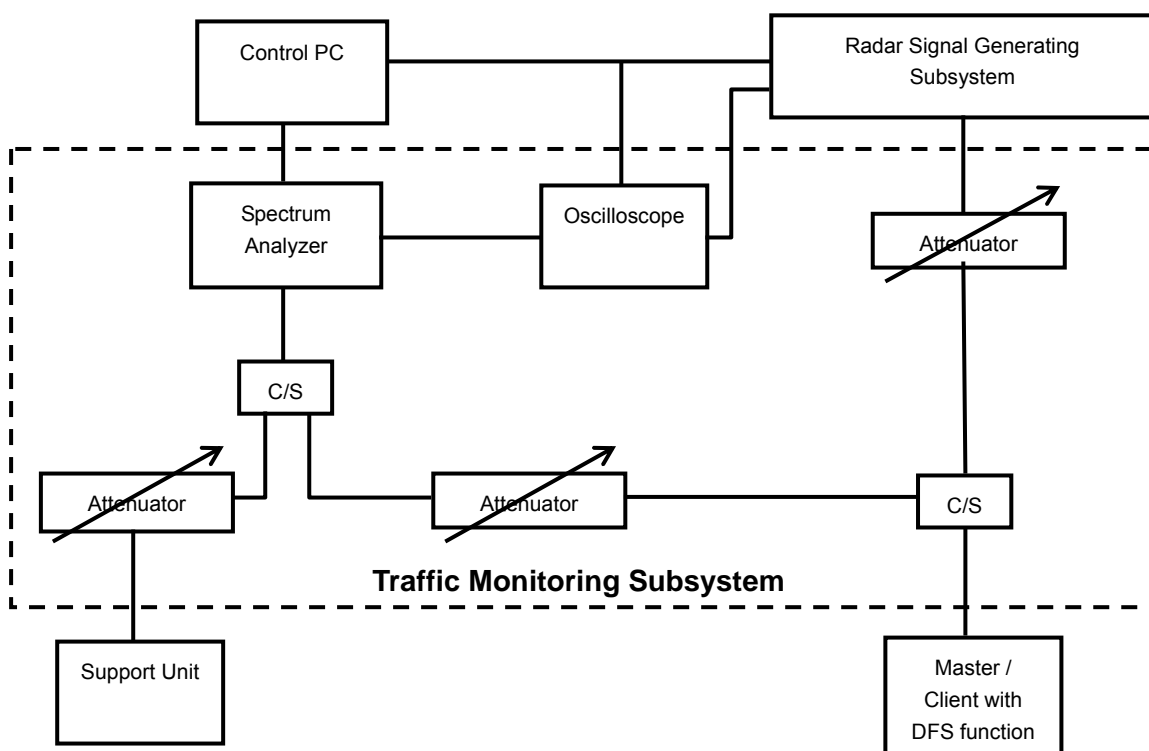 Control PC
Radar Signal Generating
Subsystem
Spectrum
Analyzer
Oscilloscope
Attenuator
C/S
Attenuator
Attenuator
C/S
Traffic Monitoring Subsystem
Support Unit
Master /
Client with
DFS function